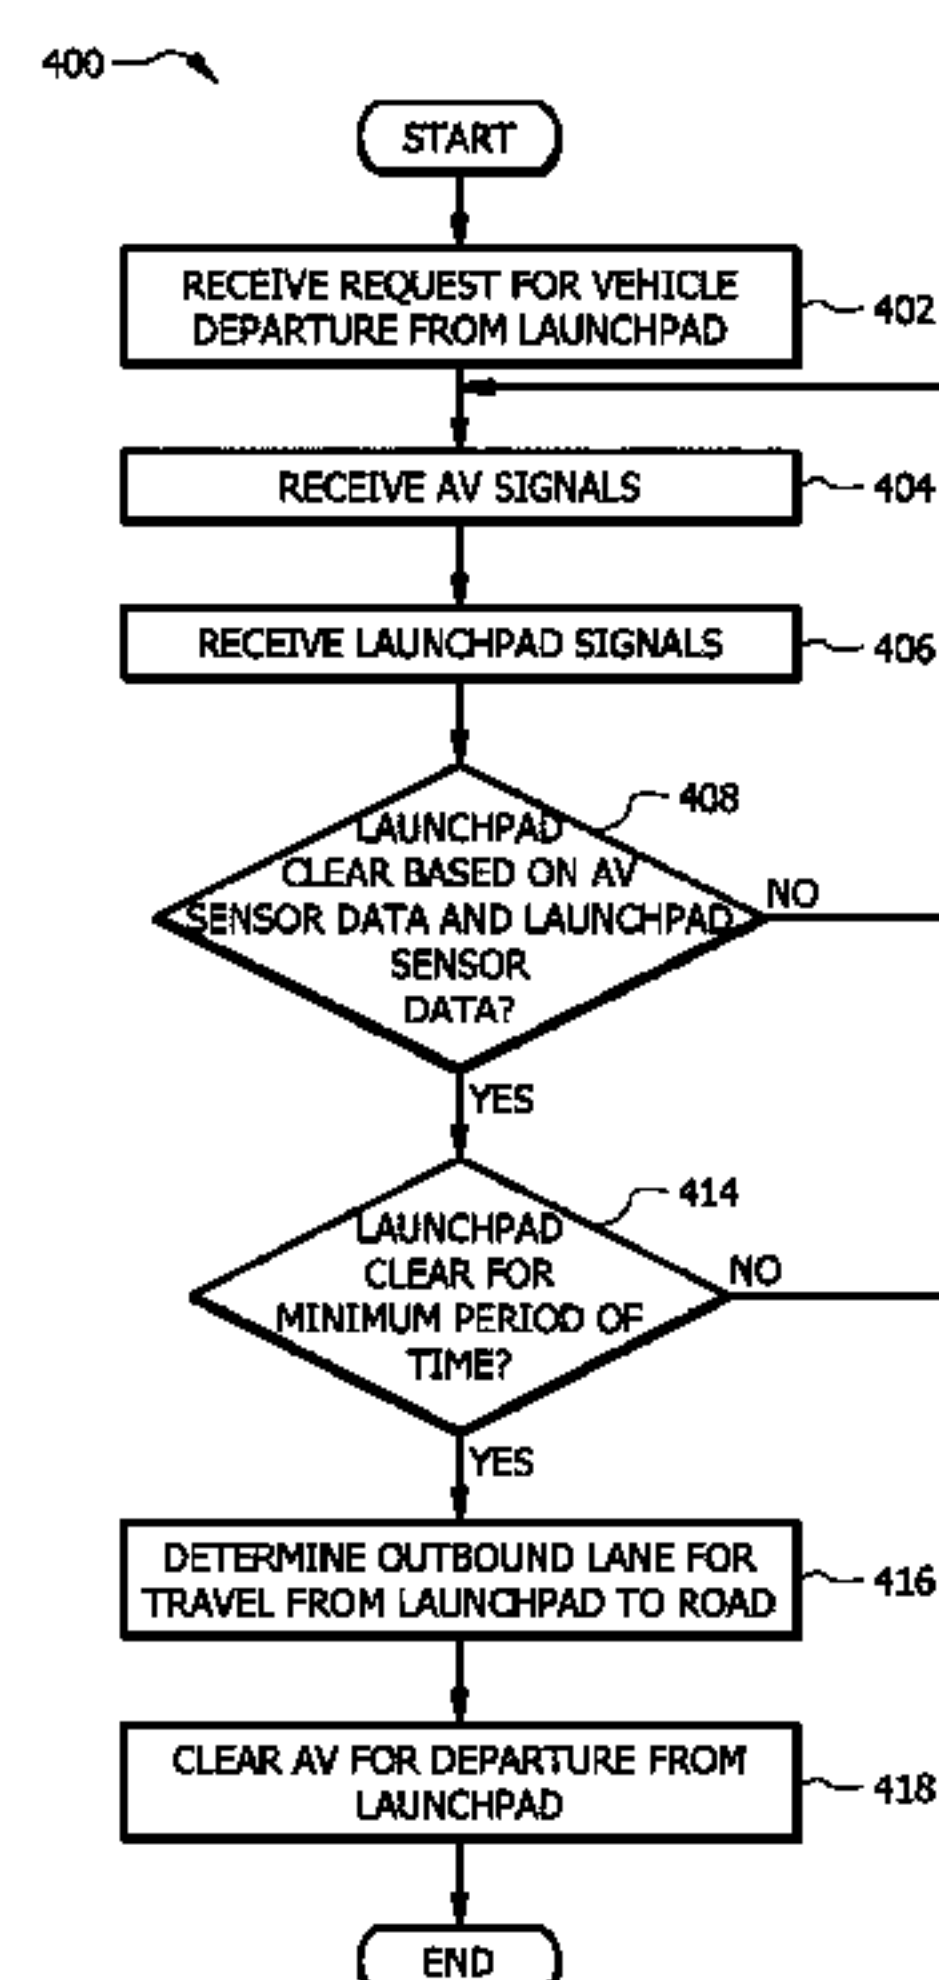 400
START
RECEIVE REQUEST FOR VEHICLE
DEPARTURE FROM LAUNCHPAD
402
RECEIVE AV SIGNALS
404
RECEIVE LAUNCHPAD SIGNALS
406
408
LAUNCHPAD
CLEAR BASED ON AV
SENSOR DATA AND LAUNCHPAD
SENSOR
DATA?
NO
YES
414
LAUNCHPAD
CLEAR FOR
MINIMUM PERIOD OF
TIME?
NO
YES
DETERMINE OUTBOUND LANE FOR
TRAVEL FROM LAUNCHPAD TO ROAD
416
CLEAR AV FOR DEPARTURE FROM
LAUNCHPAD
418
END